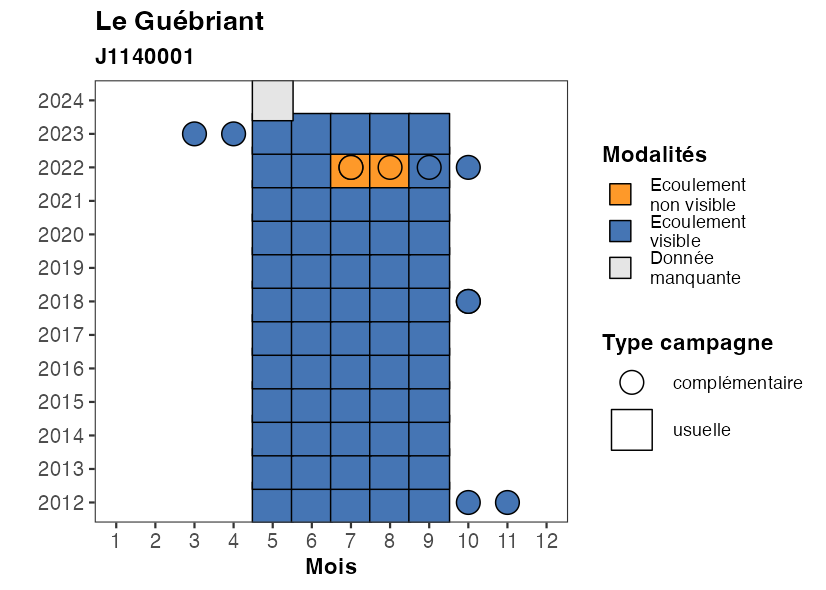 Le Guébriant
J1140001
2024
2023
2022
2021
2020
2019
2018
2017
2016
2015
2014
2013
2012
1 2 3 4 5 6 7 8 9 10 11 12
Mois
Modalités
Ecoulement
non visible
Ecoulement
visible
Donnée
manquante
Type campagne
complémentaire
usuelle